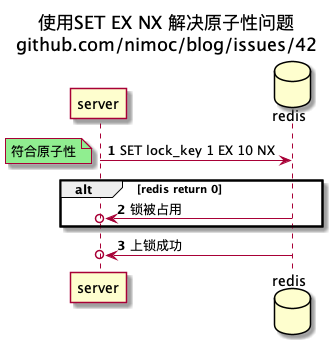 使用SET EX NX 解决原子性问题
github.com/nimoc/blog/issues/42
server
redis
符合原子性
1 SET lock_key 1 EX 10 NX
alt [redis return 0]
2 锁被占用
3 上锁成功
server
redis